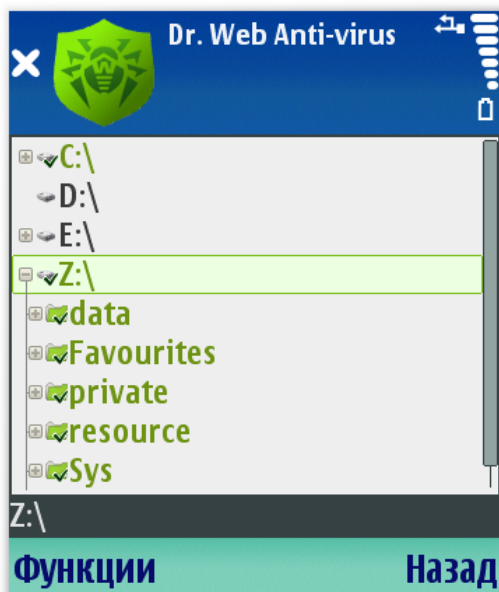 Dr. Web Anti-virus
C:\
D:\
E:\
Z:\
data
Favourites
private
resource
Sys
Z:\
Функции Назад